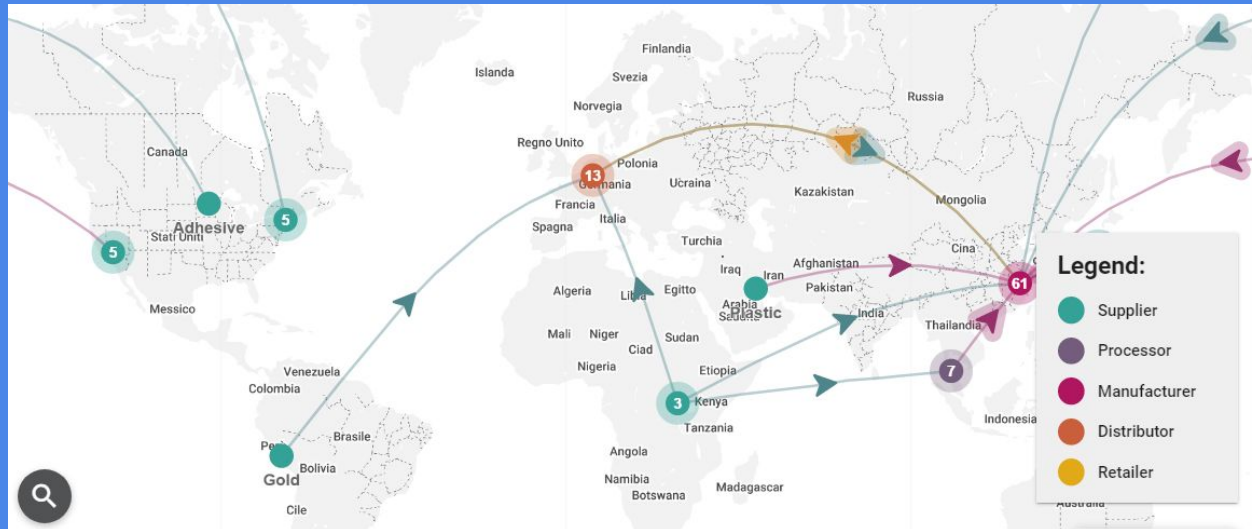 Finlandia
Islanda
Svezia
Russia
Norvegia
Canada
Regno Unito
Polonia
13
Germania
Ucraina
Kazakistan
Mongolia
Francia
Adhesive
5
Italia
Spagna
Stati Uniti
5
Turchia
Cina
Iraq
Iran
Afghanistan
61
Algeria
Libia
Egitto
Pakistan
Arabia
Saudita
Plastic
Messico
India
Thailandia
Mali
Niger
Sudan
Ciad
Nigeria
Etiopia
Venezuela
Colombia
7
3
Kenya
Indonesia
Tanzania
Perù
Brasile
Bolivia
Gold
Angola
Namibia
Botswana
Madagascar
Cile
Australia
Legend:
Supplier
Processor
Manufacturer
Distributor
Retailer